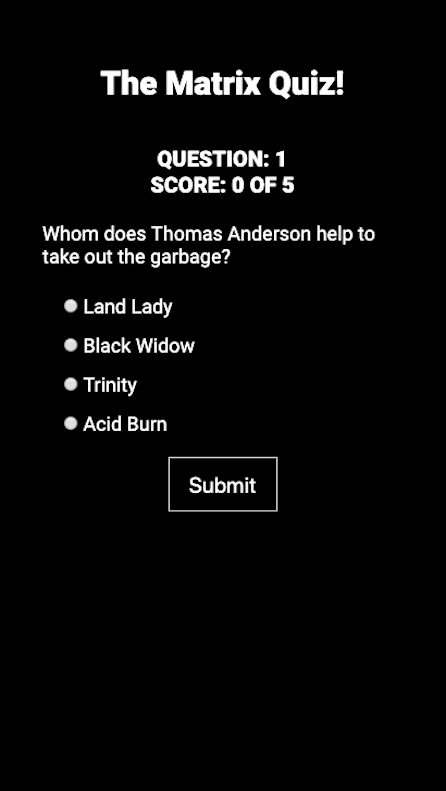 The Matrix Quiz!
QUESTION: 1
SCORE: 0 OF 5
Whom does Thomas Anderson help to
take out the garbage?
Land Lady
Black Widow
Trinity
Acid Burn
Submit